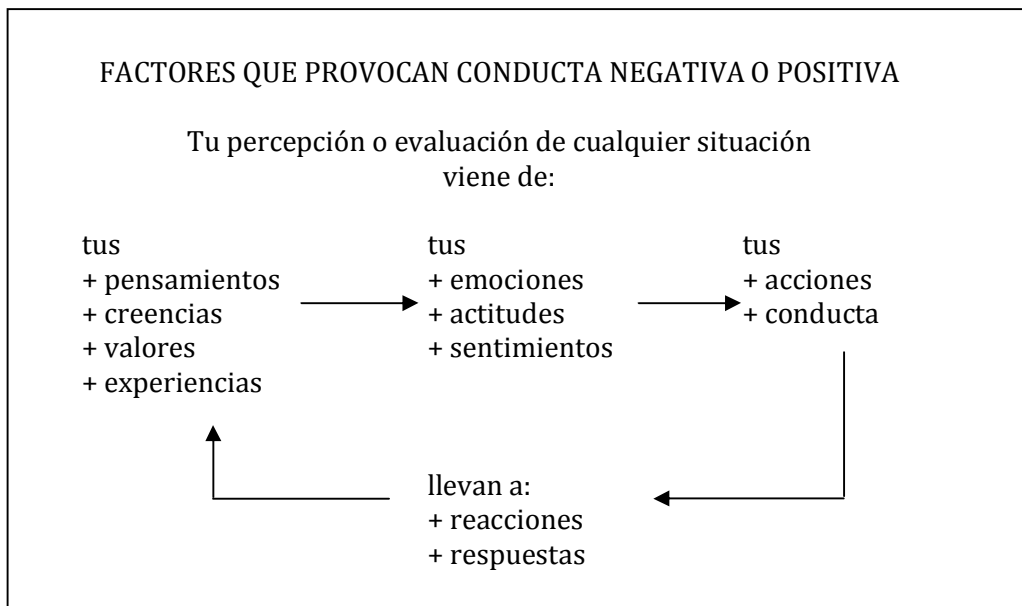 FACTORES QUE PROVOCAN CONDUCTA NEGATIVA O POSITIVA
Tu percepción o evaluación de cualquier situación
viene de:
tus
+ pensamientos
+ creencias
+ valores
+ experiencias
tus
+ emociones
+ actitudes
+ sentimientos
tus
+ acciones
+ conducta
llevan a:
+ reacciones
+ respuestas